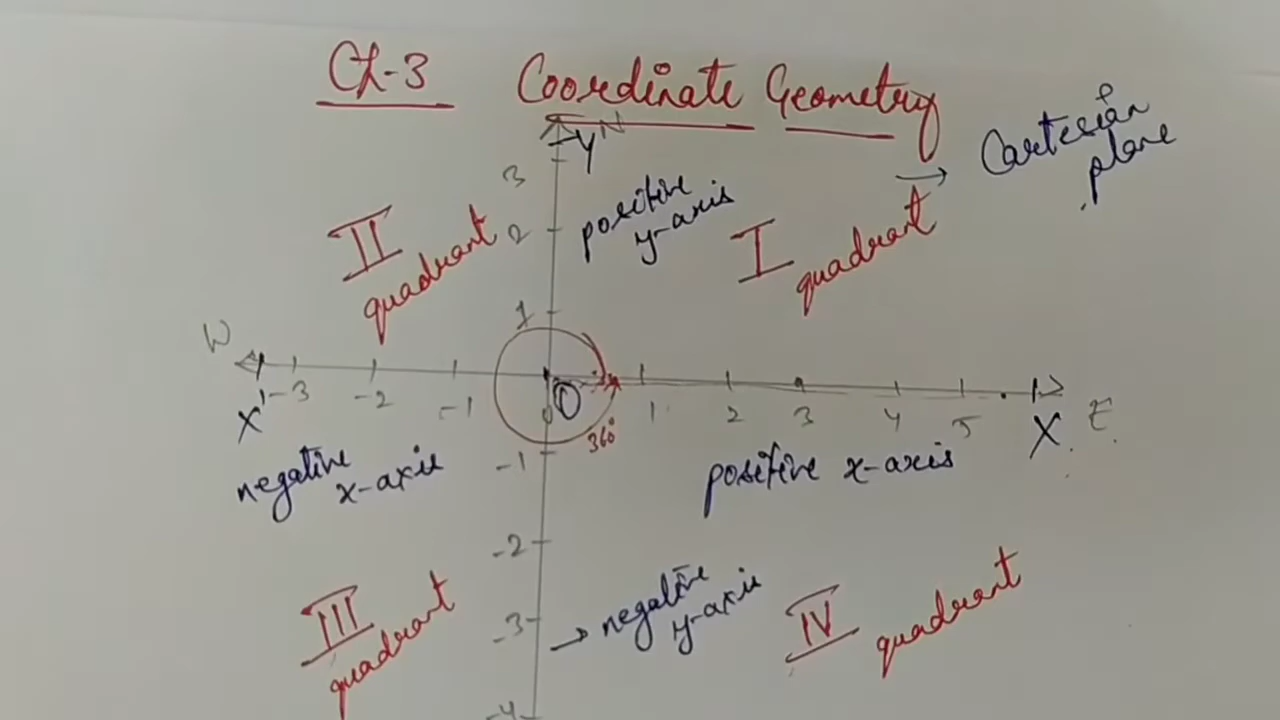 Ch-3 Coordinate Geometry
N
Y
→ Cartesian
plane
3
positive
y-axis
II
quadrant
2
I
quadrant
1
W
-3 -2 -1 0 1 2 3 4 5
X' X E
360°
-1
negative
x-axis
positive x-axis
-2
→ negative
y-axis
III
quadrant
-3
IV
quadrant
-4